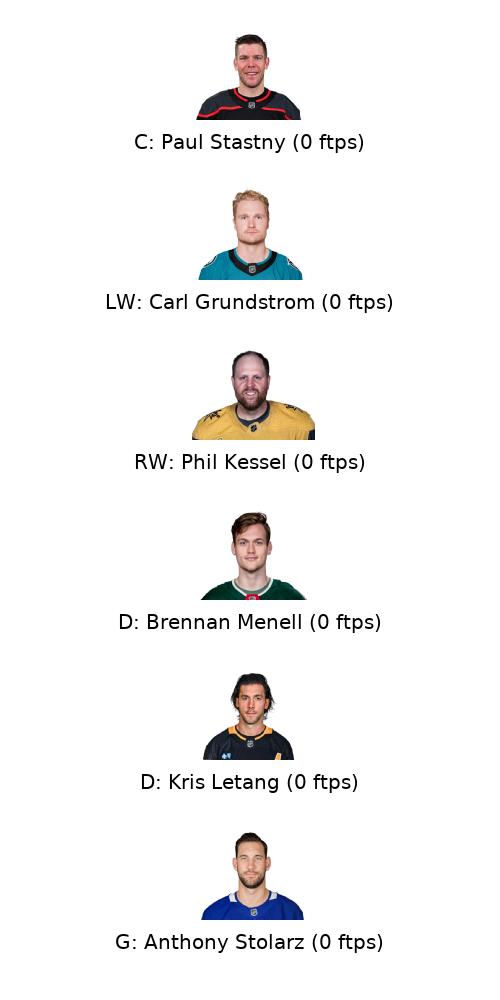 C: Paul Stastny (0 ftps)
LW: Carl Grundstrom (0 ftps)
RW: Phil Kessel (0 ftps)
D: Brennan Menell (0 ftps)
D: Kris Letang (0 ftps)
G: Anthony Stolarz (0 ftps)